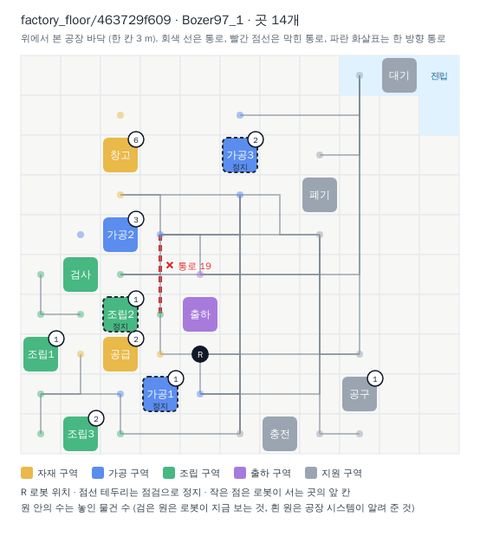 factory_floor/463729f609 · Bozer97_1 · 곳 14개
위에서 본 공장 바닥 (한 칸 3 m). 회색 선은 통로, 빨간 점선은 막힌 통로, 파란 화살표는 한 방향 통로
대기
6
2
창고
가공3
정지
폐기
3
가공2
✕ 통로 19
검사
1
조립2
정지
출하
1
2
조립1
공급
R
1
1
가공1
정지
공구
2
조립3
충전
자재 구역
가공 구역
조립 구역
출하 구역
지원 구역
R 로봇 위치 · 점선 테두리는 점검으로 정지 · 작은 점은 로봇이 서는 곳의 앞 칸
원 안의 수는 놓인 물건 수 (검은 원은 로봇이 지금 보는 것, 흰 원은 공장 시스템이 알려 준 것)